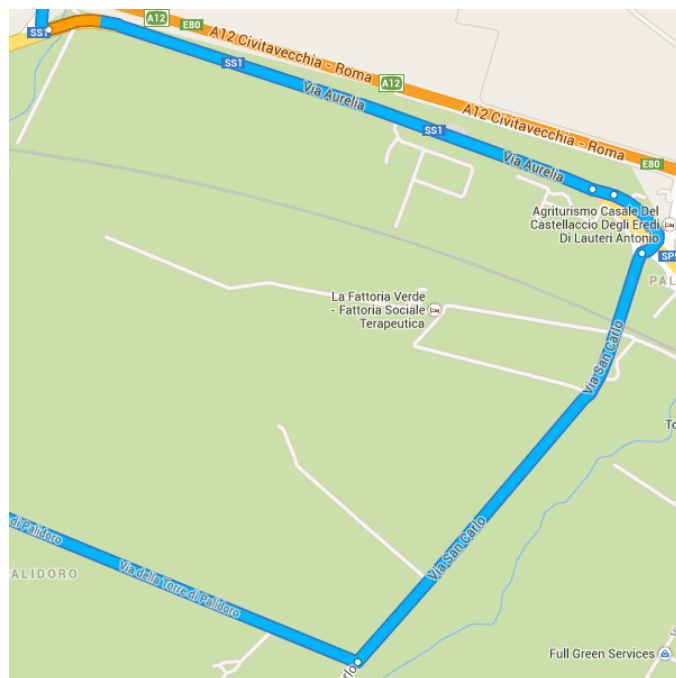 A12
E80
SS1
A12 Civitavecchia - Roma
SS1
A12
Via Aurelia
A12 Civitavecchia - Roma
SS1
Via Aurelia
E80
Agriturismo Casale Del
Castellaccio Degli Eredi
Di Lauteri Antonio
PAL
La Fattoria Verde
- Fattoria Sociale
Terapeutica
Via San Carlo
To
Via San Carlo
di Palidoro
Via della Torre di Palidoro
ALIDORO
Full Green Services
arlo